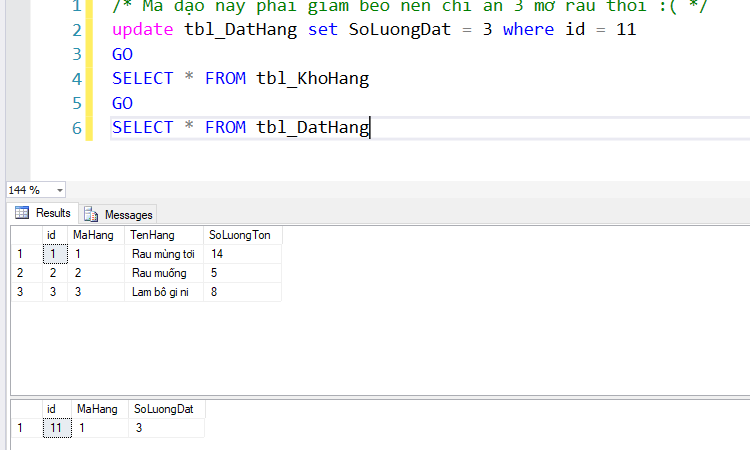 1 /* Mà dạo này phải giảm béo nên chỉ ăn 3 mớ rau thôi :( */
2 update tbl_DatHang set SoLuongDat = 3 where id = 11
3 GO
4 SELECT * FROM tbl_KhoHang
5 GO
6 SELECT * FROM tbl_DatHang
144 %
Results Messages
id MaHang TenHang SoLuongTon
1 1 1 Rau mùng tơi 14
2 2 2 Rau muống 5
3 3 3 Lam bô gi ni 8
id MaHang SoLuongDat
1 11 1 3